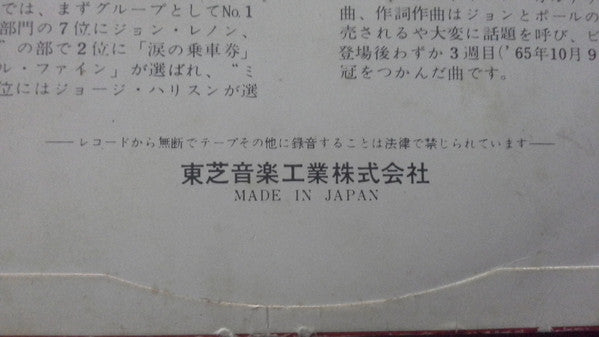 では、まずグループとしてNo.1
部門の7位にジョン・レノン、
の部で2位に「涙の乗車券」
ル・ファイン」が選ばれ、“ミ
位にはジョージ・ハリスンが選
曲、作詞作曲はジョンとポールの
売されるや大変に話題を呼び、ビ
登場後わずか3週目('65年10月9
冠をつかんだ曲です。
レコードから無断でテープその他に録音することは法律で禁じられています
東芝音楽工業株式会社
MADE IN JAPAN